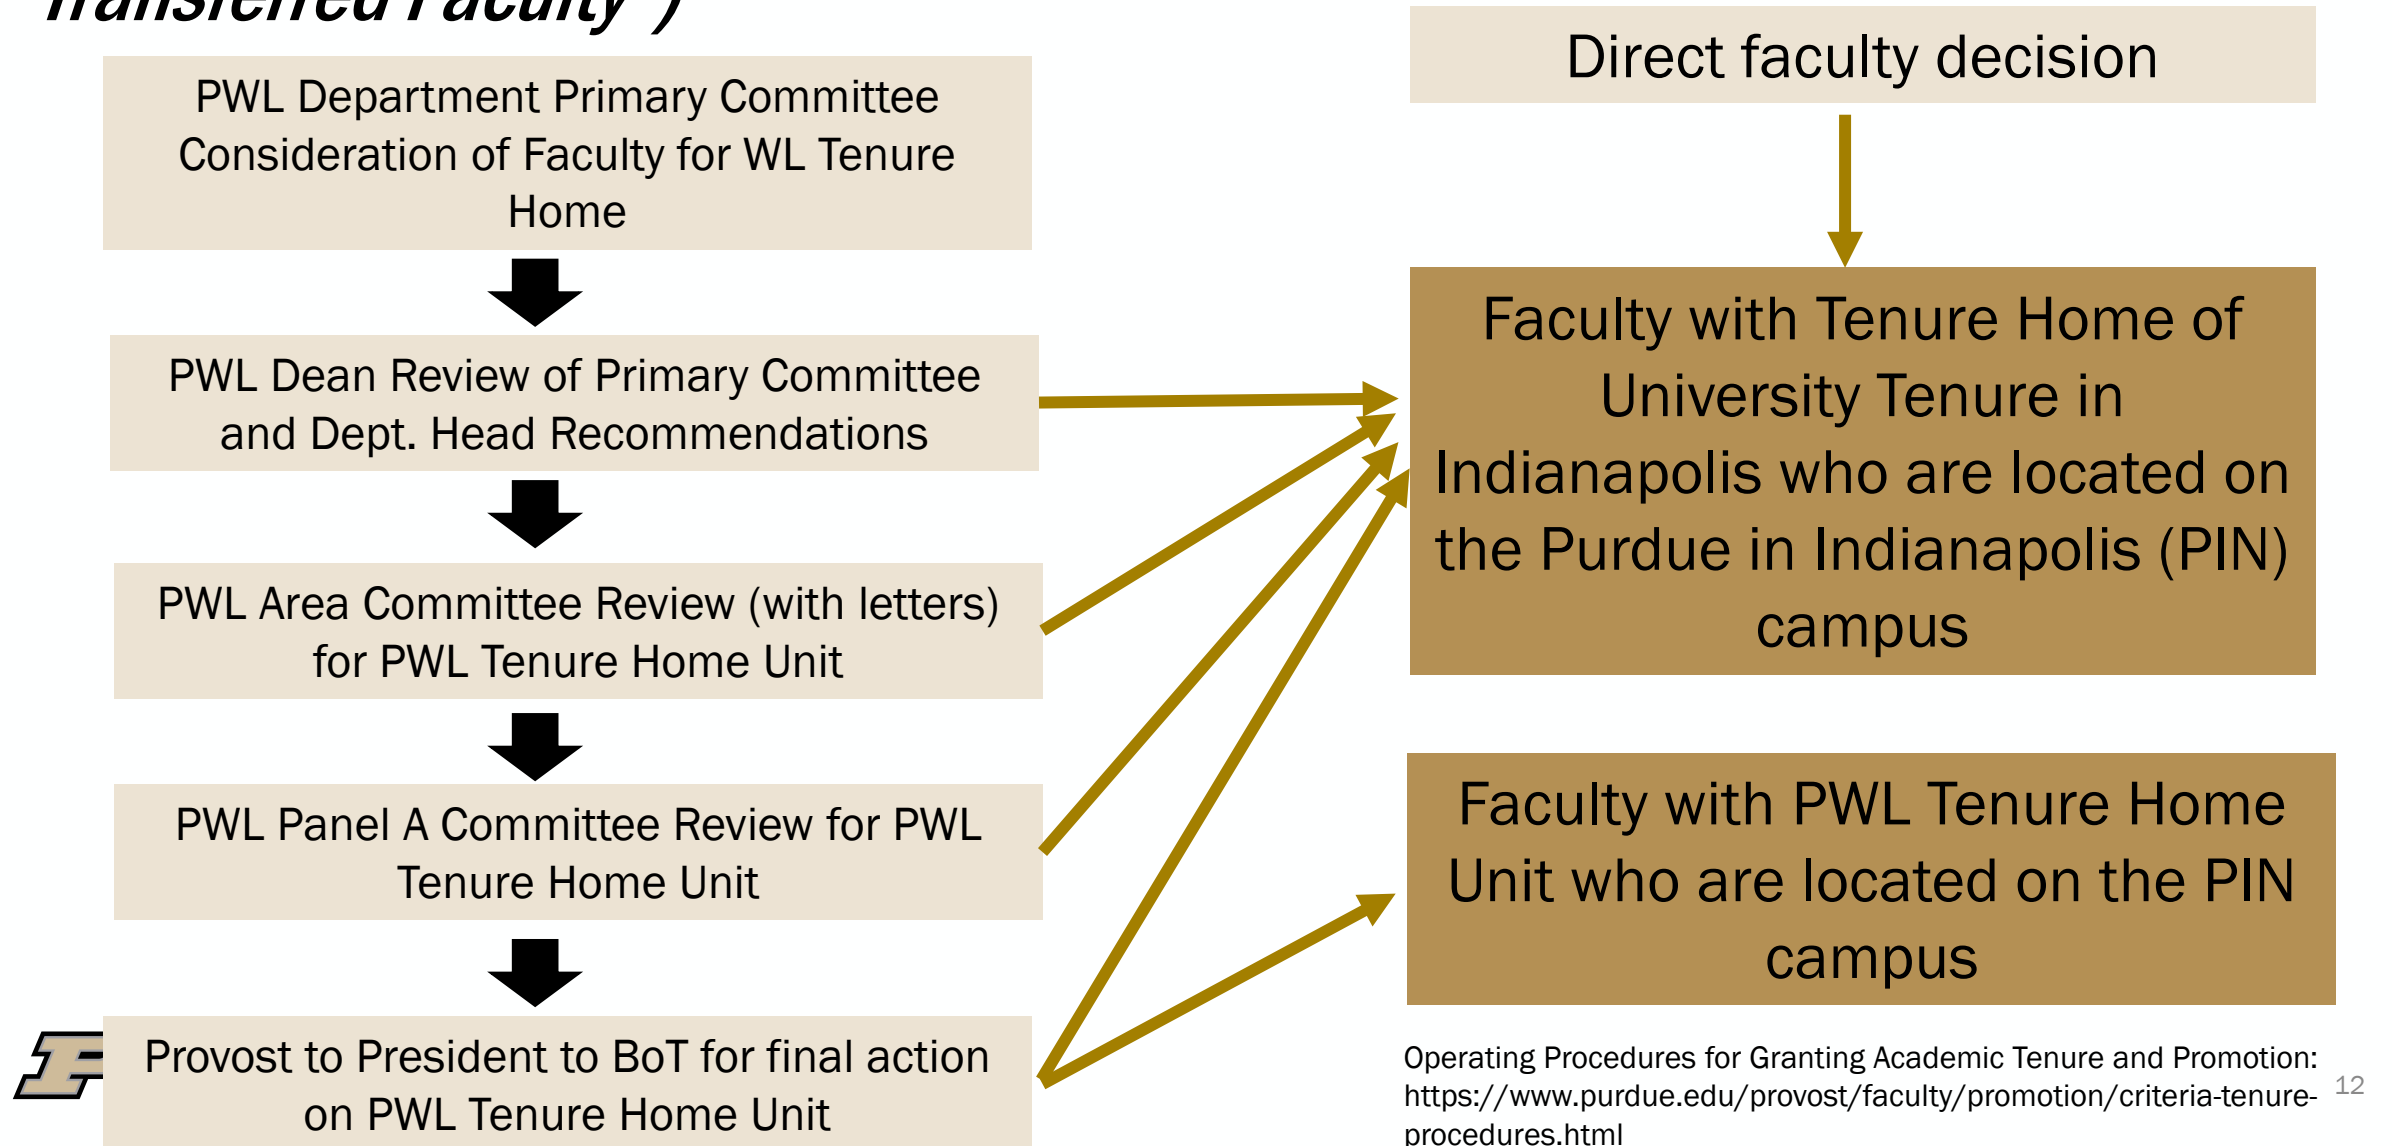 Transferred Faculty")
PWL Department Primary Committee
Consideration of Faculty for WL Tenure
Home
PWL Dean Review of Primary Committee
and Dept. Head Recommendations
PWL Area Committee Review (with letters)
for PWL Tenure Home Unit
PWL Panel A Committee Review for PWL
Tenure Home Unit
Provost to President to BoT for final action
on PWL Tenure Home Unit
Direct faculty decision
Faculty with Tenure Home of
University Tenure in
Indianapolis who are located on
the Purdue in Indianapolis (PIN)
campus
Faculty with PWL Tenure Home
Unit who are located on the PIN
campus
Operating Procedures for Granting Academic Tenure and Promotion:
https://www.purdue.edu/provost/faculty/promotion/criteria-tenure-
procedures.html
12